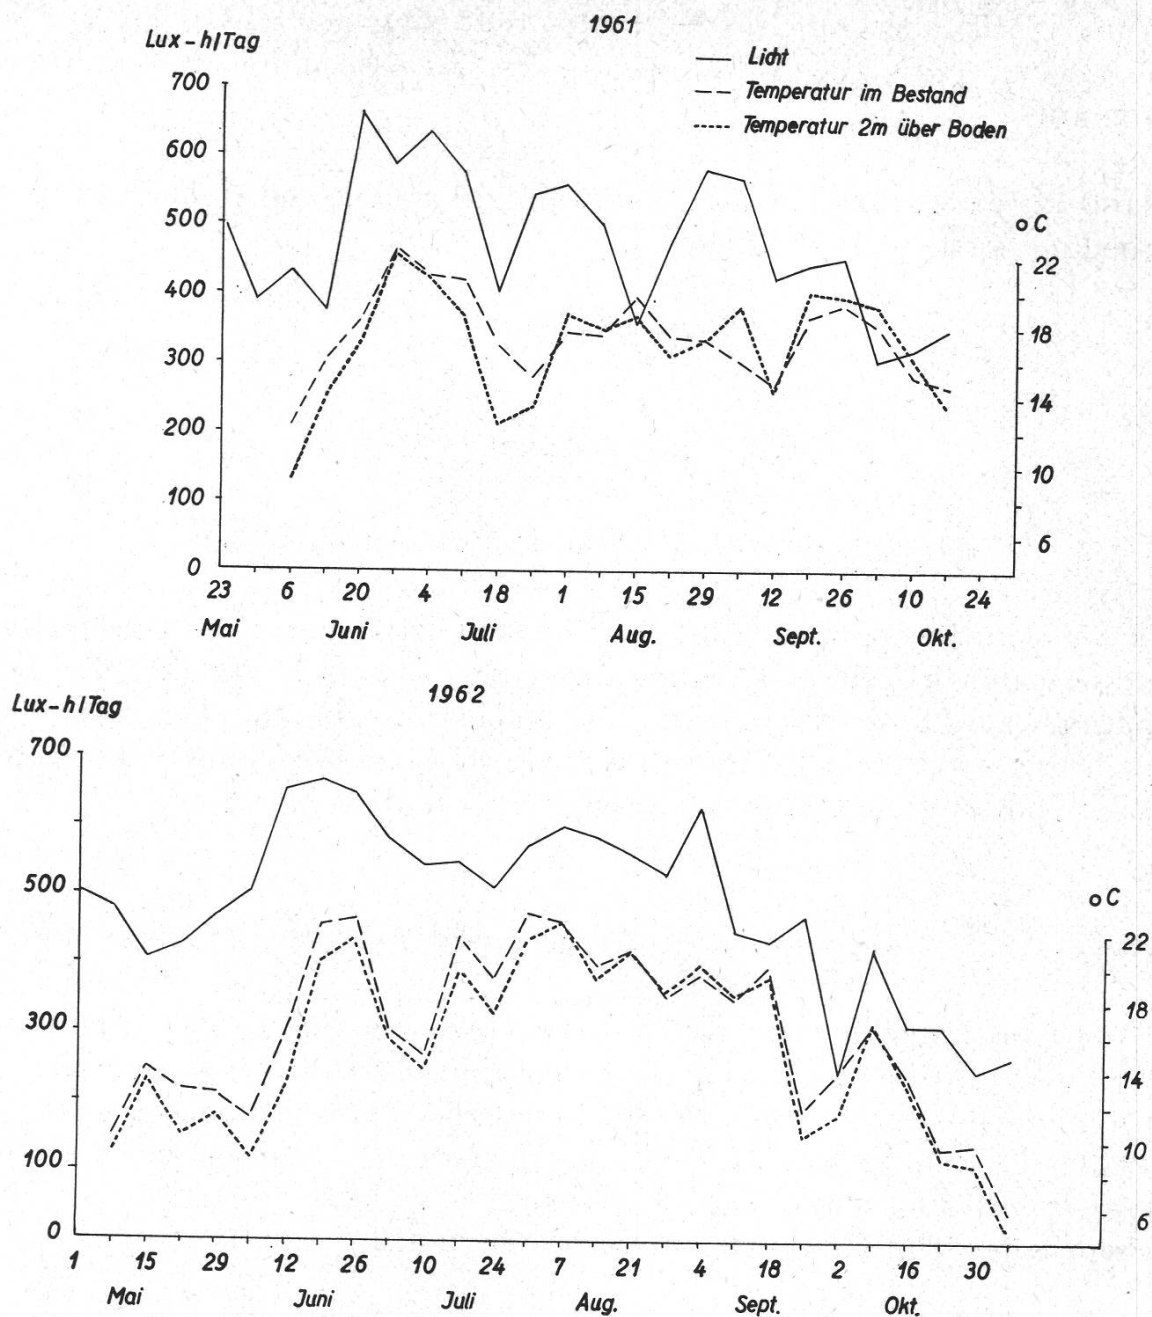 1961
Lux-h/Tag
Licht
Temperatur im Bestand
Temperatur 2m über Boden
700
600
500
400
300
200
100
0
°C
22
18
14
10
6
23 6 20 4 18 1 15 29 12 26 10 24
Mai Juni Juli Aug. Sept. Okt.
1962
Lux-h/Tag
700
500
300
100
0
°C
22
18
14
10
6
1 15 29 12 26 10 24 7 21 4 18 2 16 30
Mai Juni Juli Aug. Sept. Okt.